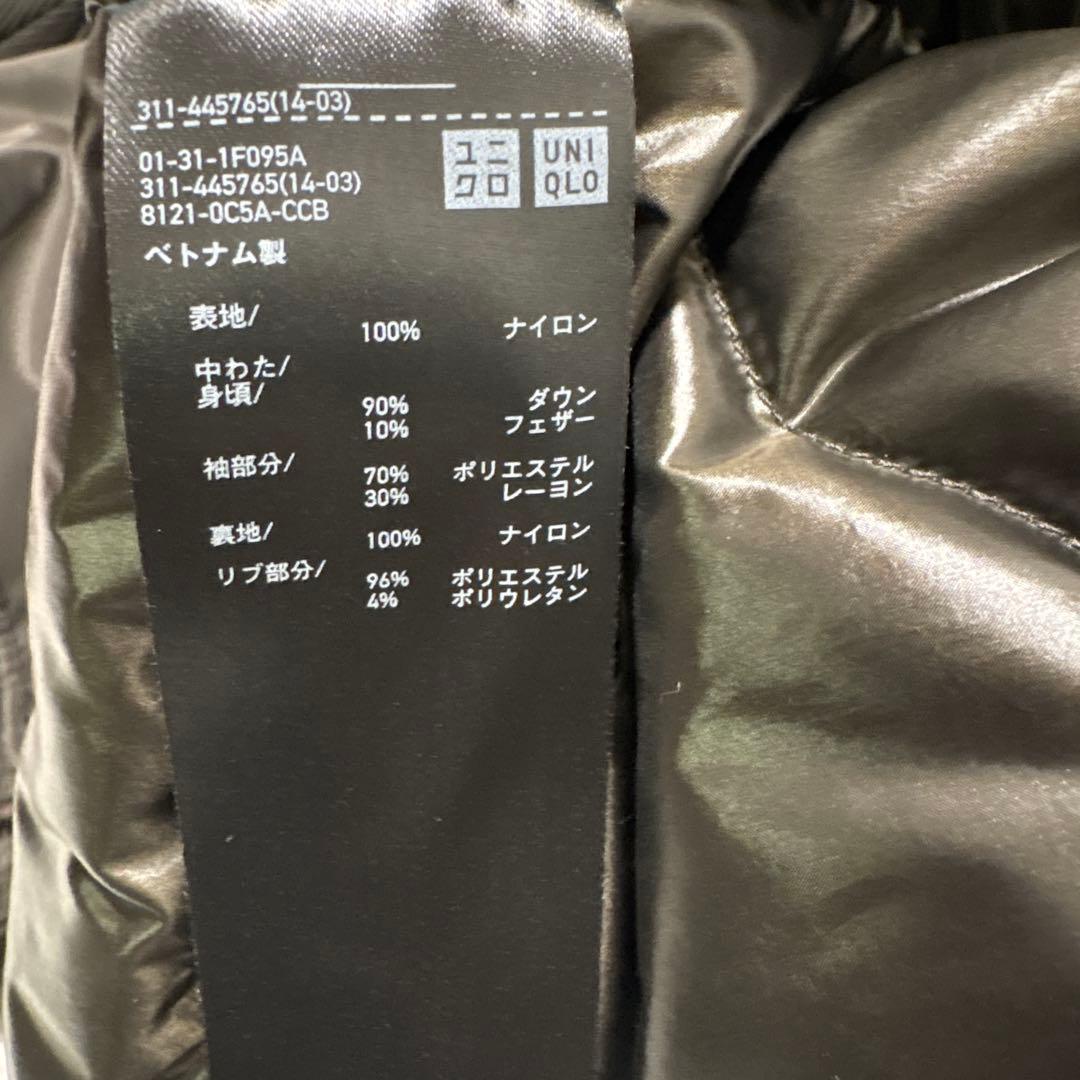 311-445765(14-03)
01-31-1F095A
311-445765(14-03)
8121-0C5A-CCB
ユニ
クロ
UNI
QLO
ベトナム製
表地/ 100% ナイロン
中わた/
身頃/ 90% ダウン
10% フェザー
袖部分/ 70% ポリエステル
30% レーヨン
裏地/ 100% ナイロン
リブ部分/ 96% ポリエステル
4% ポリウレタン